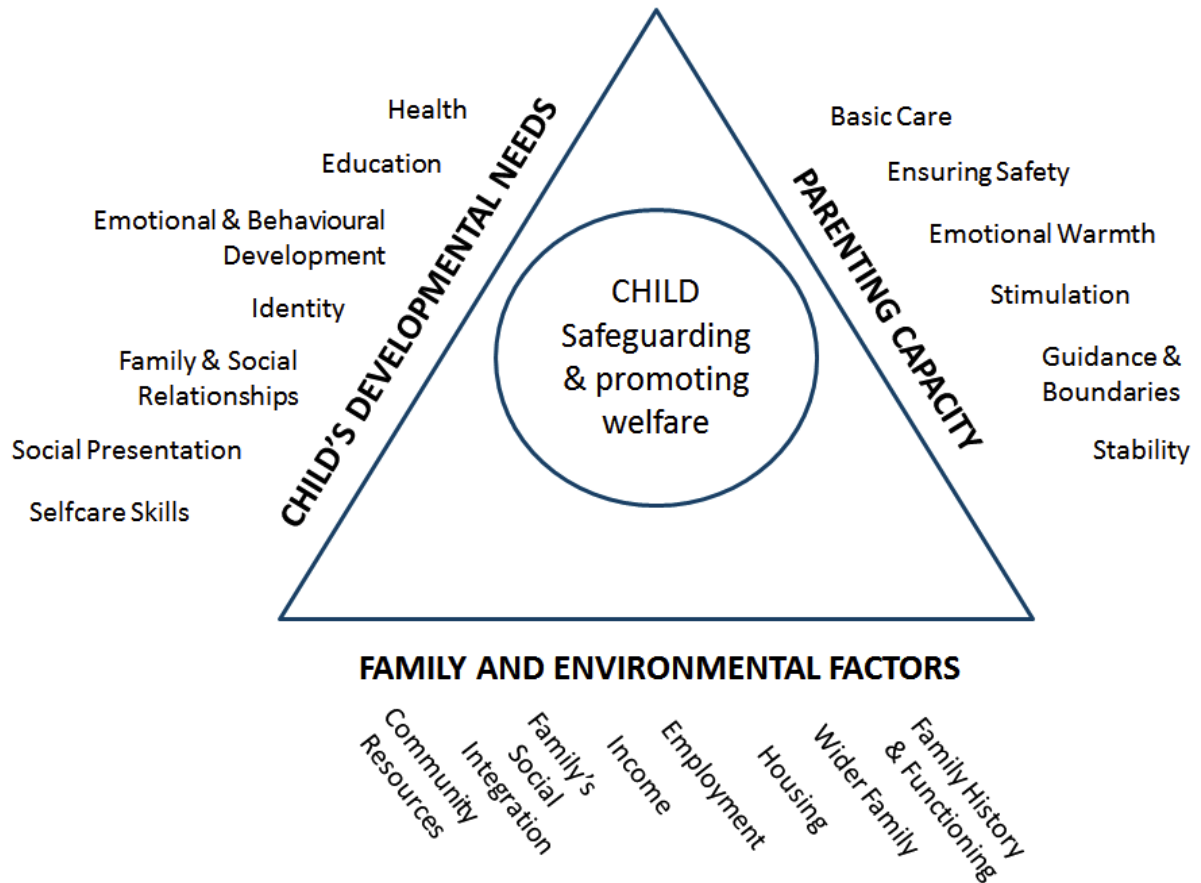 Health
Education
Emotional & Behavioural
Development
Identity
Family & Social
Relationships
Social Presentation
Selfcare Skills
CHILD'S DEVELOPMENTAL NEEDS
CHILD
Safeguarding
& promoting
welfare
PARENTING CAPACITY
Basic Care
Ensuring Safety
Emotional Warmth
Stimulation
Guidance &
Boundaries
Stability
FAMILY AND ENVIRONMENTAL FACTORS
Community
Resources
Family's
Social
Integration
Income
Employment
Housing
Wider Family
Family History
& Functioning